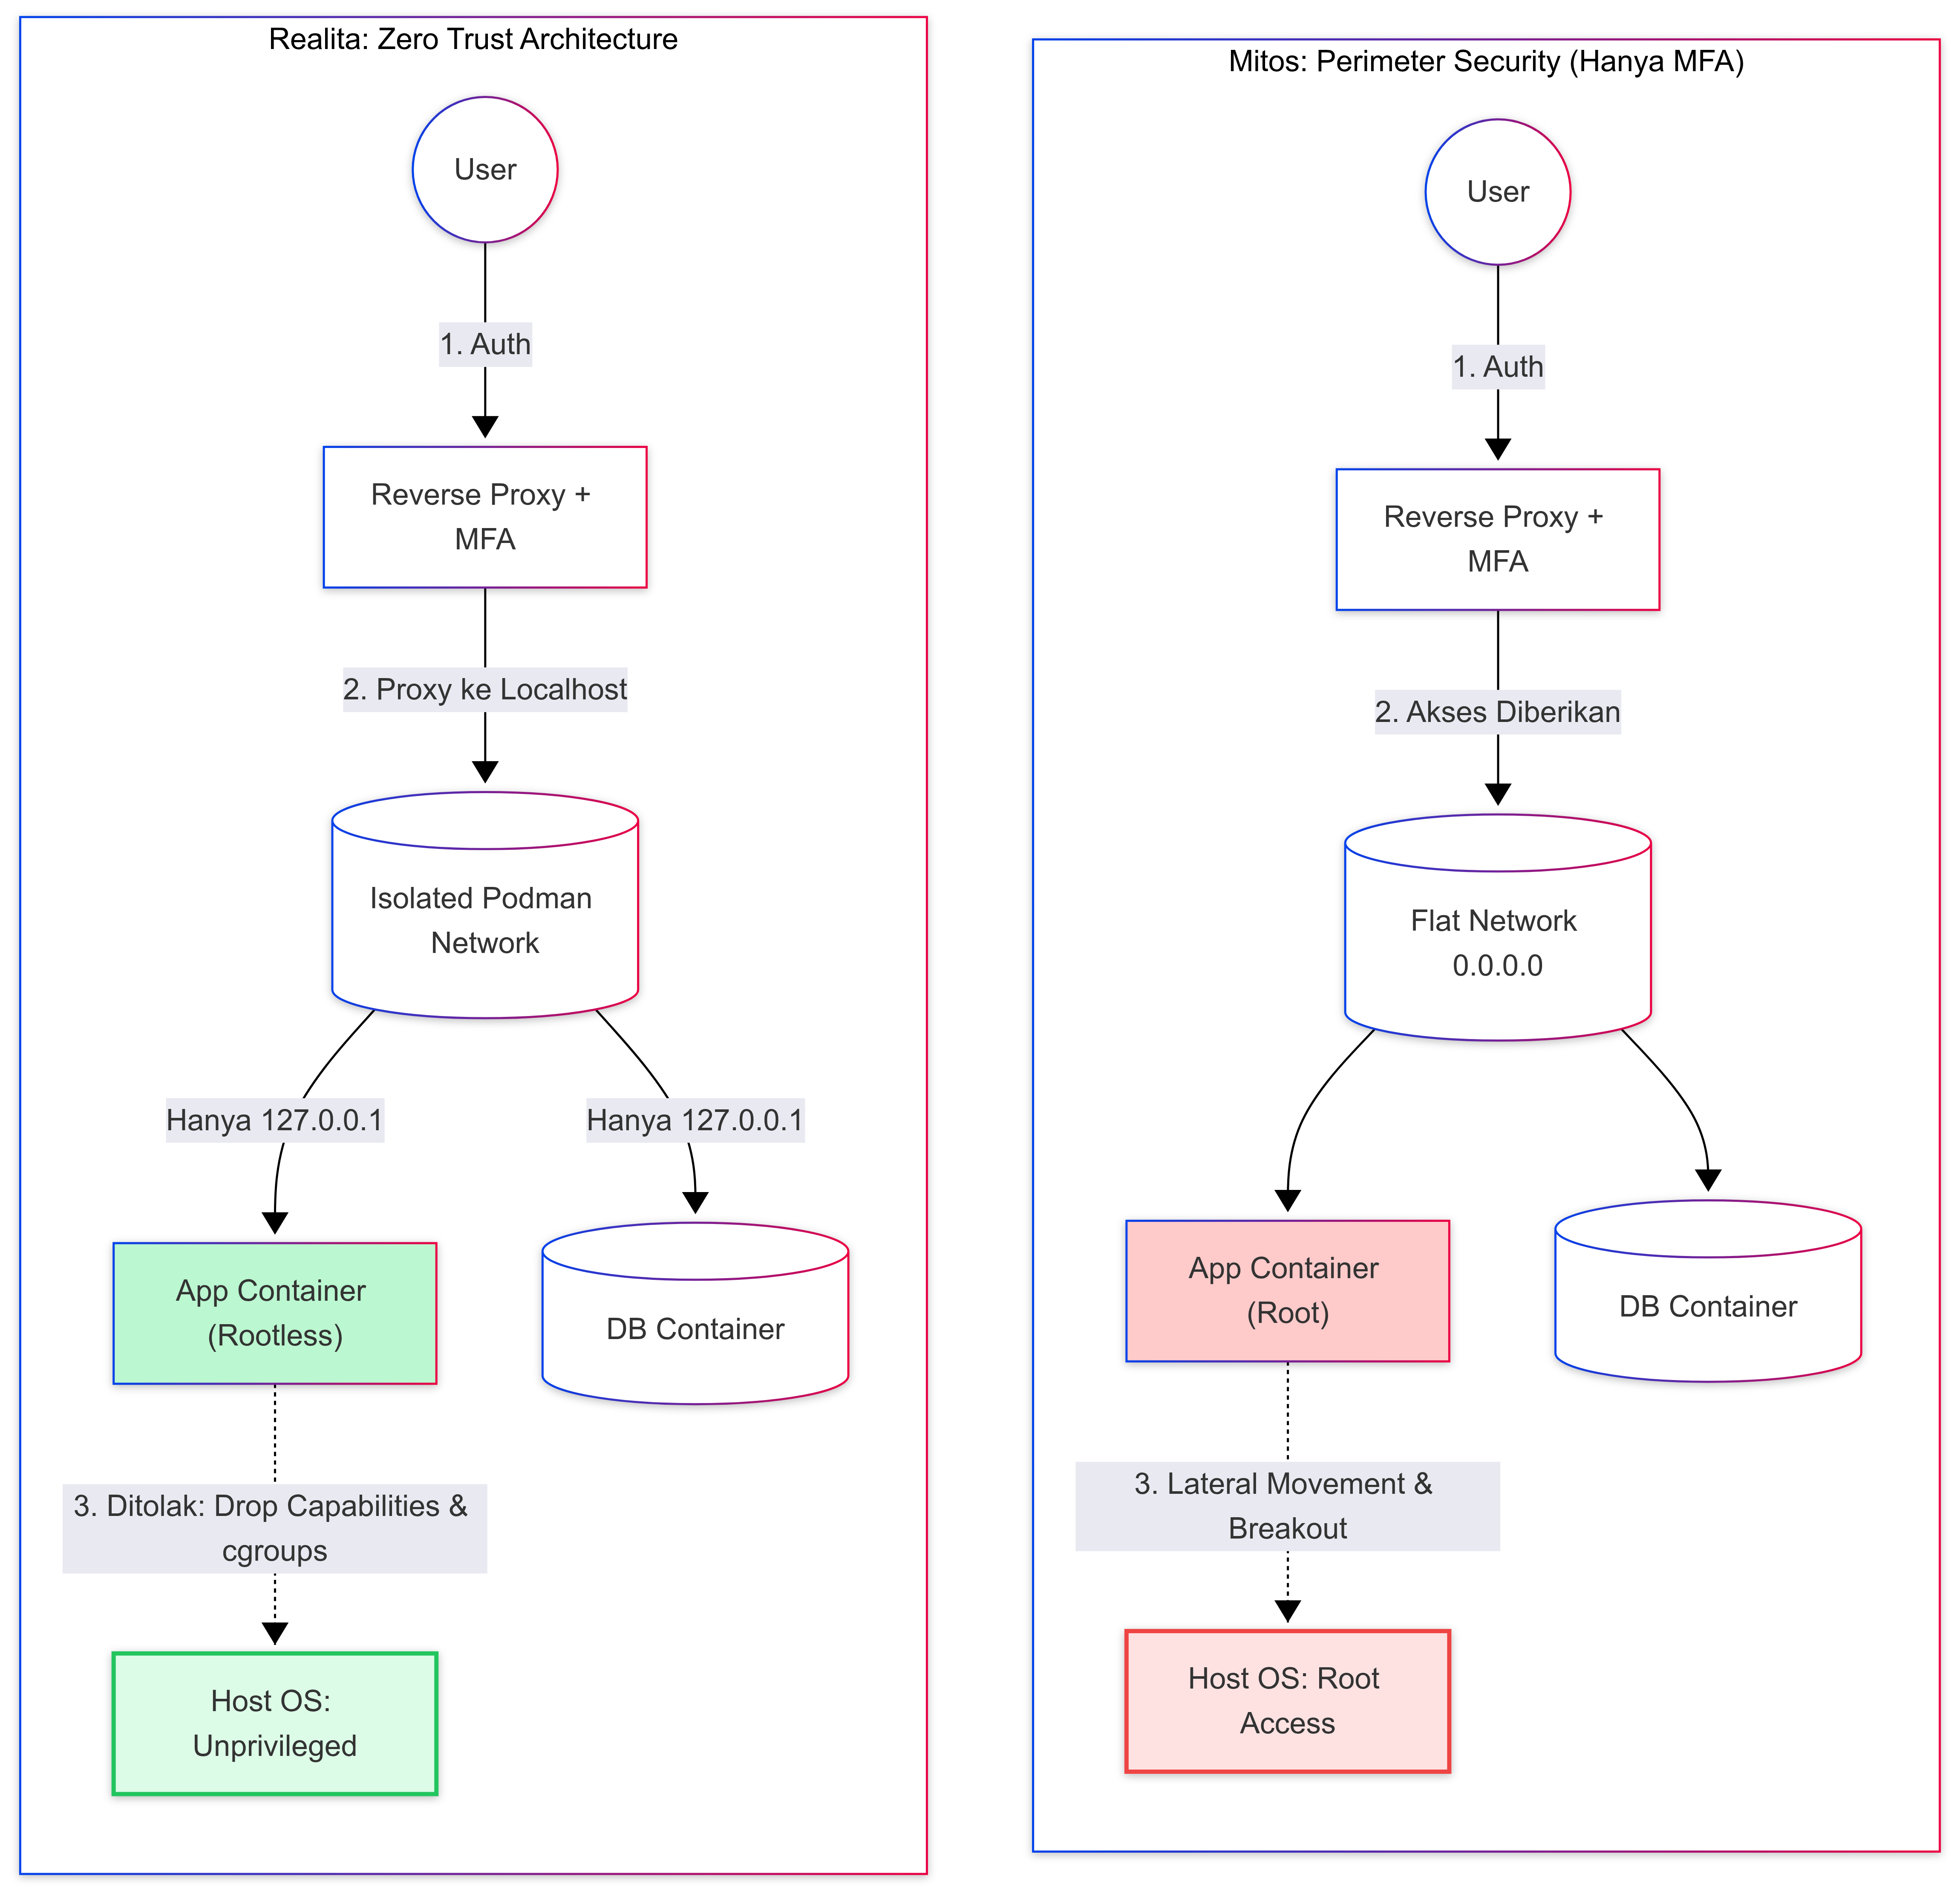 Realita: Zero Trust Architecture
User
1. Auth
Reverse Proxy +
MFA
2. Proxy ke Localhost
Isolated Podman
Network
Hanya 127.0.0.1
Hanya 127.0.0.1
App Container
(Rootless)
DB Container
3. Ditolak: Drop Capabilities &
cgroups
Host OS:
Unprivileged
Mitos: Perimeter Security (Hanya MFA)
User
1. Auth
Reverse Proxy +
MFA
2. Akses Diberikan
Flat Network
0.0.0.0
App Container
(Root)
DB Container
3. Lateral Movement &
Breakout
Host OS: Root
Access